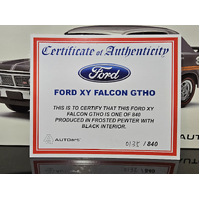 Certificate of Authenticity
Ford
FORD XY FALCON GTHO
THIS IS TO CERTIFY THAT THIS FORD XY
FALCON GTHO IS ONE OF 840
PRODUCED IN FROSTED PEWTER WITH
BLACK INTERIOR.
AUTOart
0135 / 840